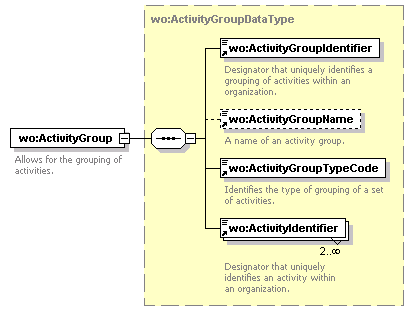 wo:ActivityGroupDataType
wo:ActivityGroupIdentifier
Designator that uniquely identifies a
grouping of activities within an
organization.
wo:ActivityGroupName
A name of an activity group.
wo:ActivityGroup
Allows for the grouping of
activities.
wo:ActivityGroupTypeCode
Identifies the type of grouping of a set
of activities.
wo:ActivityIdentifier
2..∞
Designator that uniquely
identifies an activity within
an organization.